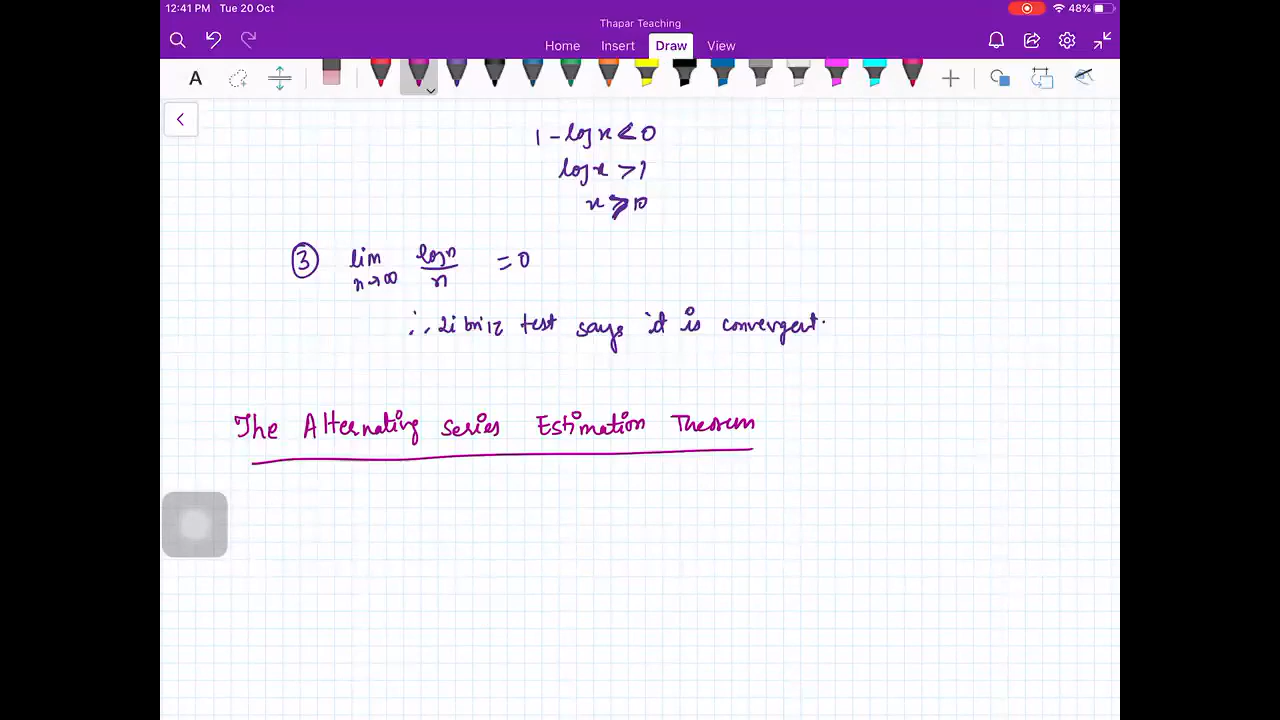 12:41 PM Tue 20 Oct
48%
Thapar Teaching
Home Insert Draw View
A
1 - log x < 0
log x > 1
x > 10
③ lim n→∞ log n / n = 0
∴ Libniz test says it is convergent.
The Alternating Series Estimation Theorem